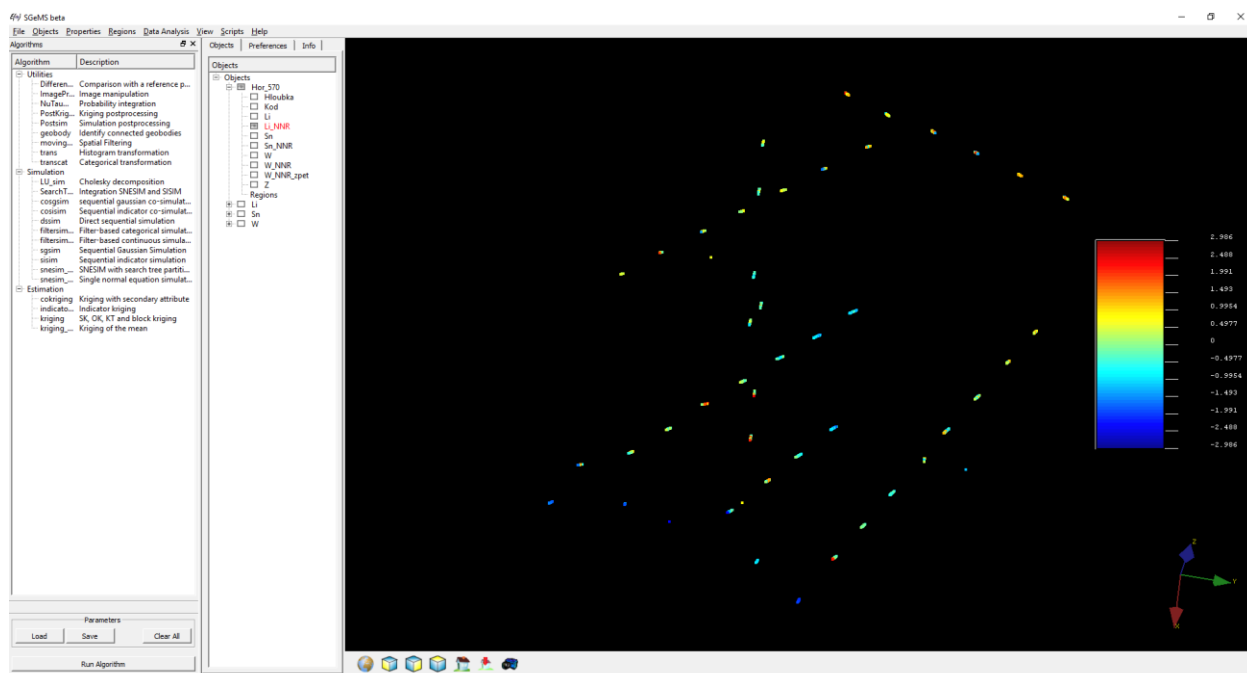 SGeMS beta
File Objects Properties Regions Data Analysis View Scripts Help
Algorithms
Algorithm Description
Utilities
Differen... Comparison with a reference p...
ImagePr... Image manipulation
NuTau... Probability integration
PostKrig... Kriging postprocessing
Postsim Simulation postprocessing
geobody Identify connected geobodies
moving... Spatial Filtering
trans Histogram transformation
transcat Categorical transformation
Simulation
LU_sim Cholesky decomposition
SearchT... Integration SNESIM and SISIM
cosgsim sequential gaussian co-simulat...
cosisim Sequential indicator co-simulat...
dssim Direct sequential simulation
filtersim... Filter-based categorical simulat...
filtersim... Filter-based continuous simula...
sgsim Sequential Gaussian Simulation
sisim Sequential indicator simulation
snesim_... SNESIM with search tree partiti...
snesim_... Single normal equation simulat...
Estimation
cokriging Kriging with secondary attribute
indicato... Indicator kriging
kriging SK, OK, KT and block kriging
kriging_... Kriging of the mean
Parameters
Load Save Clear All
Run Algorithm
Objects Preferences Info
Objects
Objects
Hor_570
Hloubka
Kod
Li
Li_NNR
Sn
Sn_NNR
W
W_NNR
W_NNR_zpet
Z
Regions
Li
Sn
W
2.986
2.488
1.991
1.493
0.9954
0.4977
0
-0.4977
-0.9954
-1.493
-1.991
-2.488
-2.986
Z
Y
X